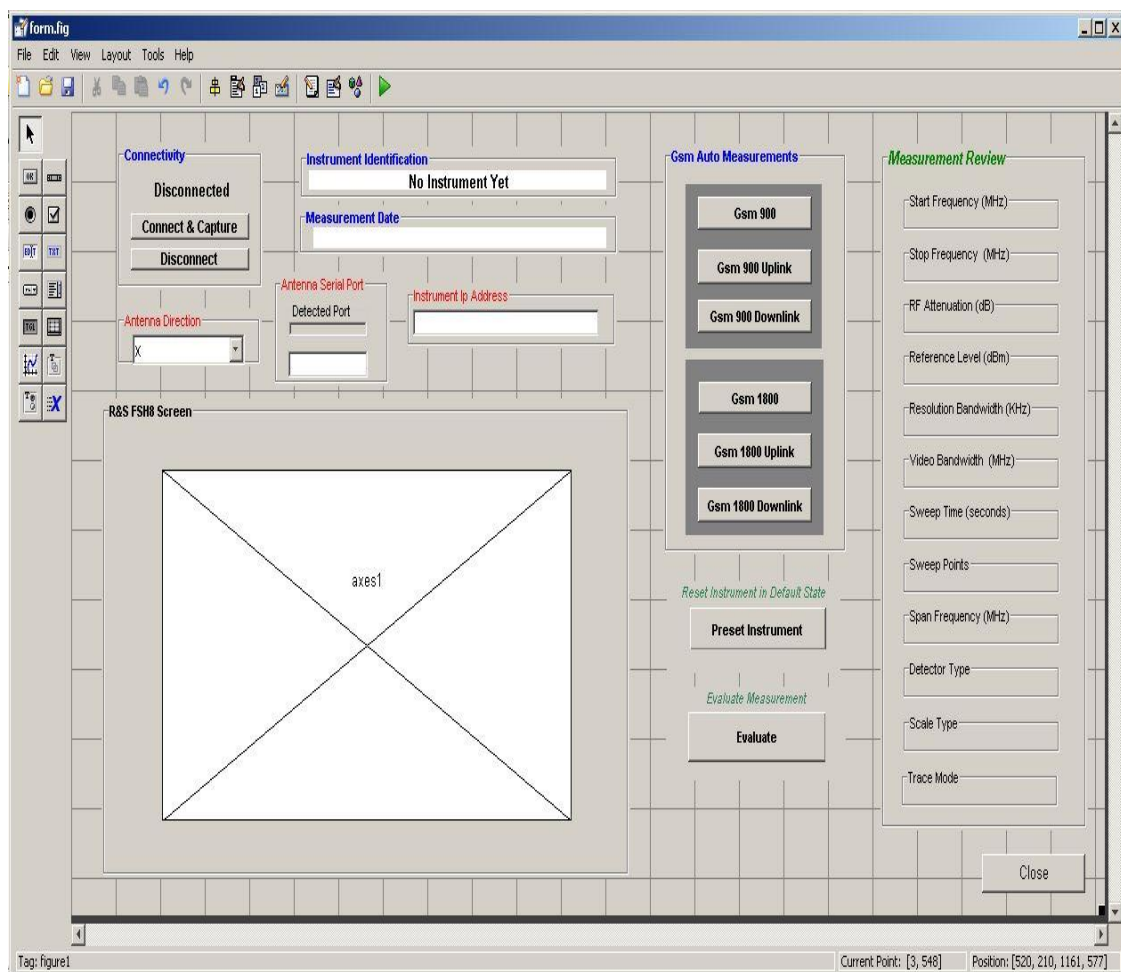 form.fig
File Edit View Layout Tools Help
OK
EDIT TXT
TGL
Connectivity
Disconnected
Connect & Capture
Disconnect
Instrument Identification
No Instrument Yet
Measurement Date
Antenna Direction
X
Antenna Serial Port
Detected Port
Instrument Ip Address
R&S FSH8 Screen
axes1
Gsm Auto Measurements
Gsm 900
Gsm 900 Uplink
Gsm 900 Downlink
Gsm 1800
Gsm 1800 Uplink
Gsm 1800 Downlink
Reset Instrument in Default State
Preset Instrument
Evaluate Measurement
Evaluate
Measurement Review
Start Frequency (MHz)
Stop Frequency (MHz)
RF Attenuation (dB)
Reference Level (dBm)
Resolution Bandwidth (KHz)
Video Bandwidth (MHz)
Sweep Time (seconds)
Sweep Points
Span Frequency (MHz)
Detector Type
Scale Type
Trace Mode
Close
Tag: figure1
Current Point: [3, 548]
Position: [520, 210, 1161, 577]